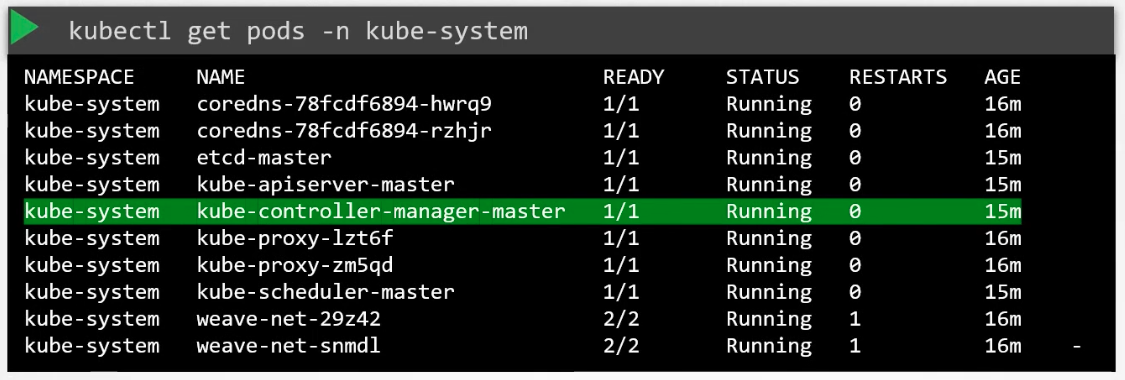 kubectl get pods -n kube-system
NAMESPACE NAME READY STATUS RESTARTS AGE
kube-system coredns-78fcdf6894-hwrq9 1/1 Running 0 16m
kube-system coredns-78fcdf6894-rzhjr 1/1 Running 0 16m
kube-system etcd-master 1/1 Running 0 15m
kube-system kube-apiserver-master 1/1 Running 0 15m
kube-system kube-controller-manager-master 1/1 Running 0 15m
kube-system kube-proxy-lzt6f 1/1 Running 0 16m
kube-system kube-proxy-zm5qd 1/1 Running 0 16m
kube-system kube-scheduler-master 1/1 Running 0 15m
kube-system weave-net-29z42 2/2 Running 1 16m
kube-system weave-net-snmdl 2/2 Running 1 16m -